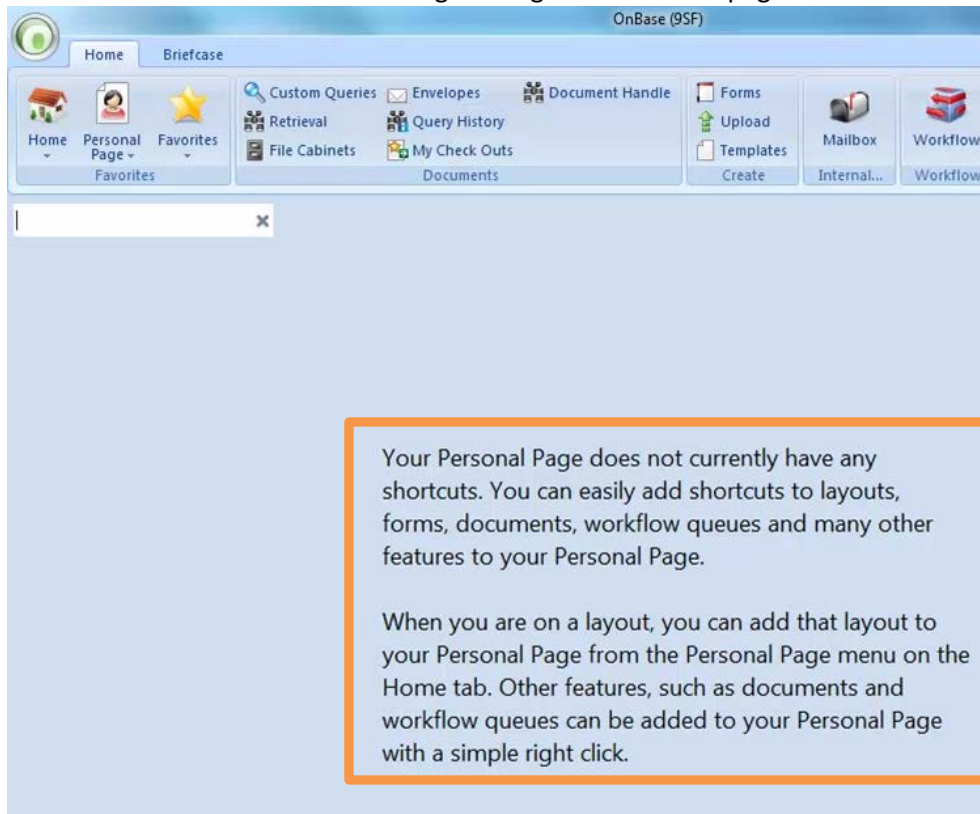 OnBase (9SF)
Home Briefcase
Custom Queries Envelopes Document Handle Forms
Retrieval Query History Upload
Home Personal Page Favorites Mailbox Workflow
File Cabinets My Check Outs Templates
Favorites Documents Create Internal... Workflow
Your Personal Page does not currently have any
shortcuts. You can easily add shortcuts to layouts,
forms, documents, workflow queues and many other
features to your Personal Page.
When you are on a layout, you can add that layout to
your Personal Page from the Personal Page menu on the
Home tab. Other features, such as documents and
workflow queues can be added to your Personal Page
with a simple right click.